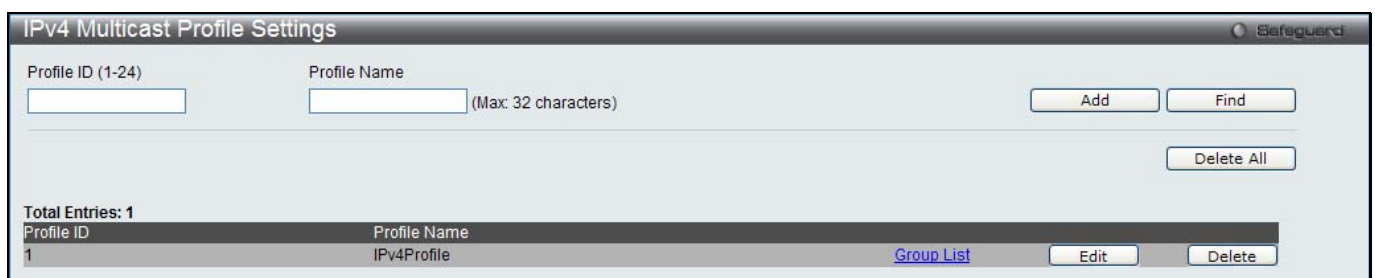 IPv4 Multicast Profile Settings
Safeguard
Profile ID (1-24) Profile Name
(Max: 32 characters) Add Find
Delete All
Total Entries: 1
Profile ID Profile Name
1 IPv4Profile Group List Edit Delete